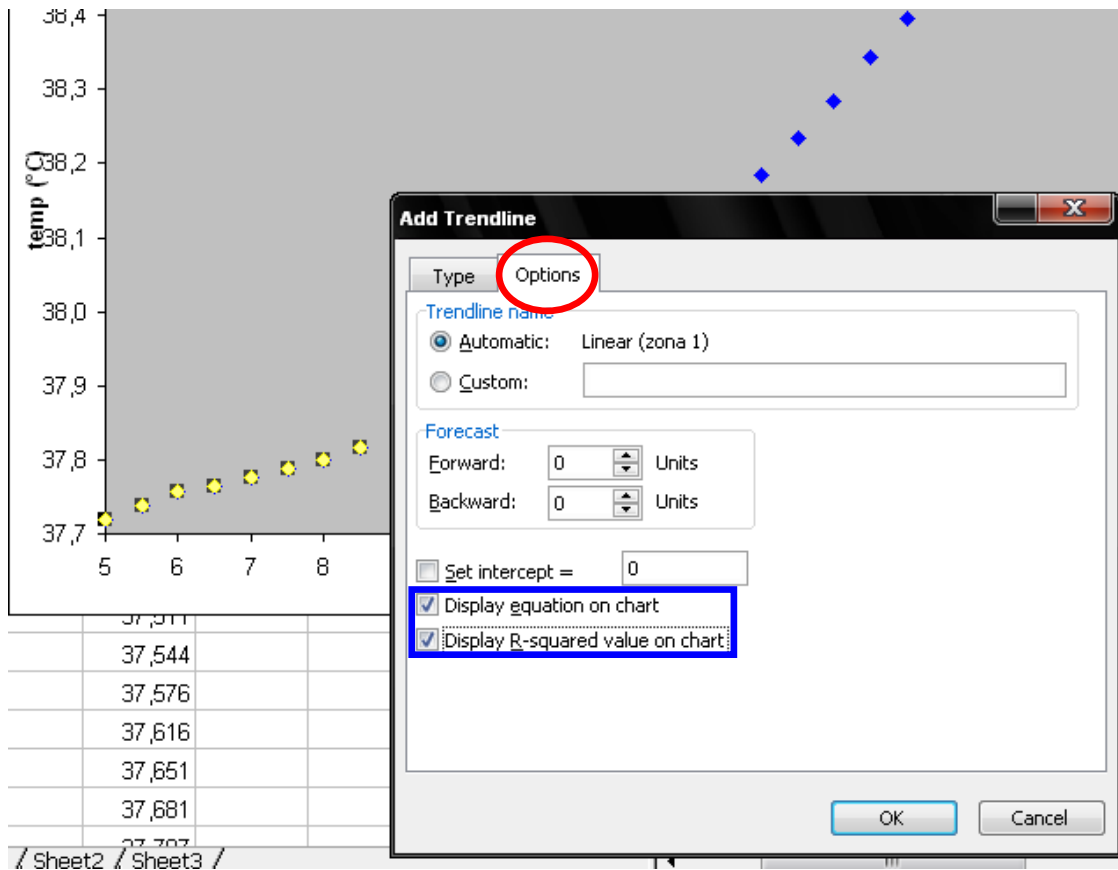 38,4
38,3
38,2
38,1
38,0
37,9
37,8
37,7
temp (°C)
5 6 7 8
Add Trendline
Type Options
Trendline name
Automatic: Linear (zona 1)
Custom:
Forecast
Forward: 0 Units
Backward: 0 Units
Set intercept = 0
Display equation on chart
Display R-squared value on chart
OK Cancel
37,511
37,544
37,576
37,616
37,651
37,681
Sheet2 / Sheet3 /